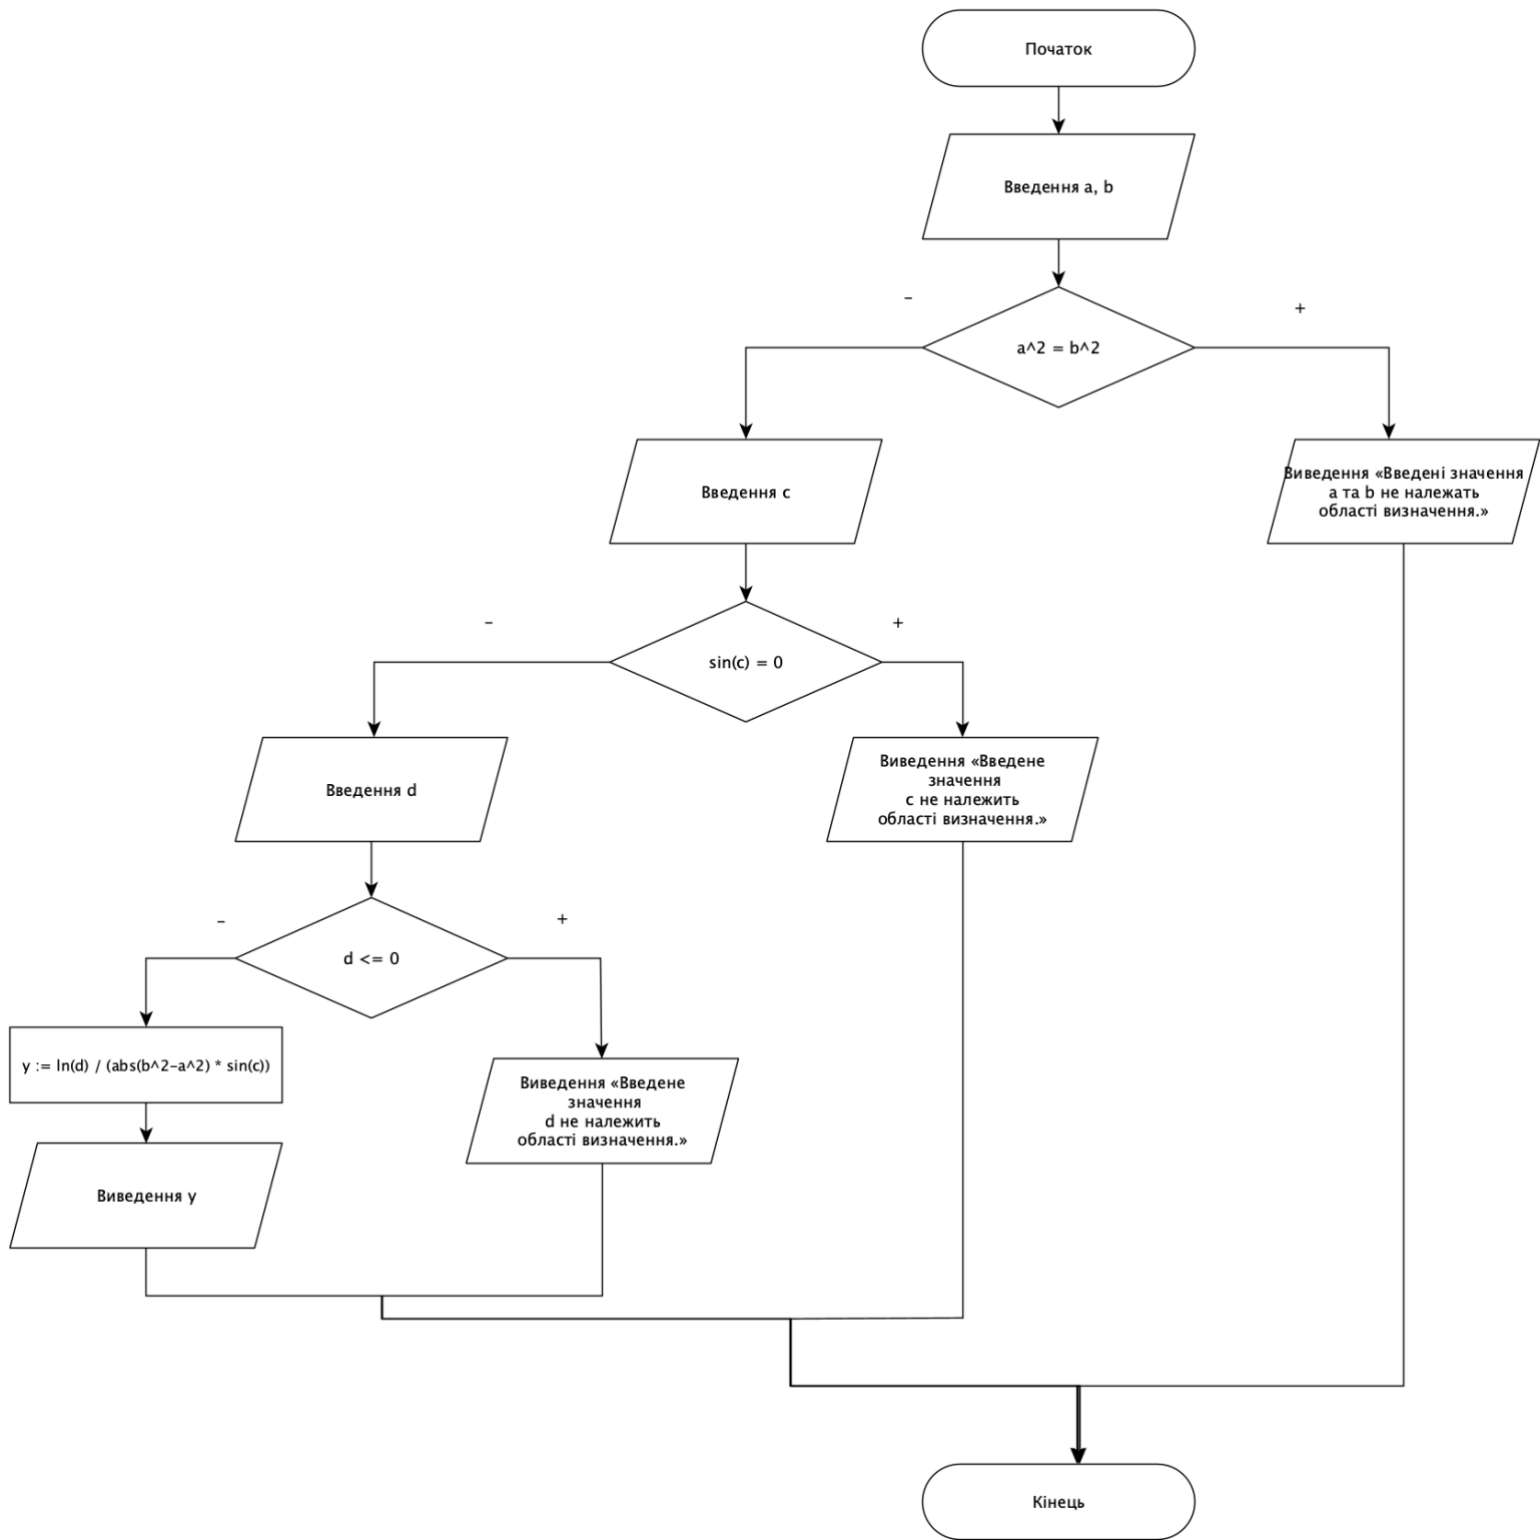 Початок
Введення a, b
–
+
a^2 = b^2
Введення c
Виведення «Введені значення
a та b не належать
області визначення.»
–
+
sin(c) = 0
Введення d
Виведення «Введене
значення
c не належить
області визначення.»
–
+
d <= 0
y := ln(d) / (abs(b^2-a^2) * sin(c))
Виведення «Введене
значення
d не належить
області визначення.»
Виведення y
Кінець